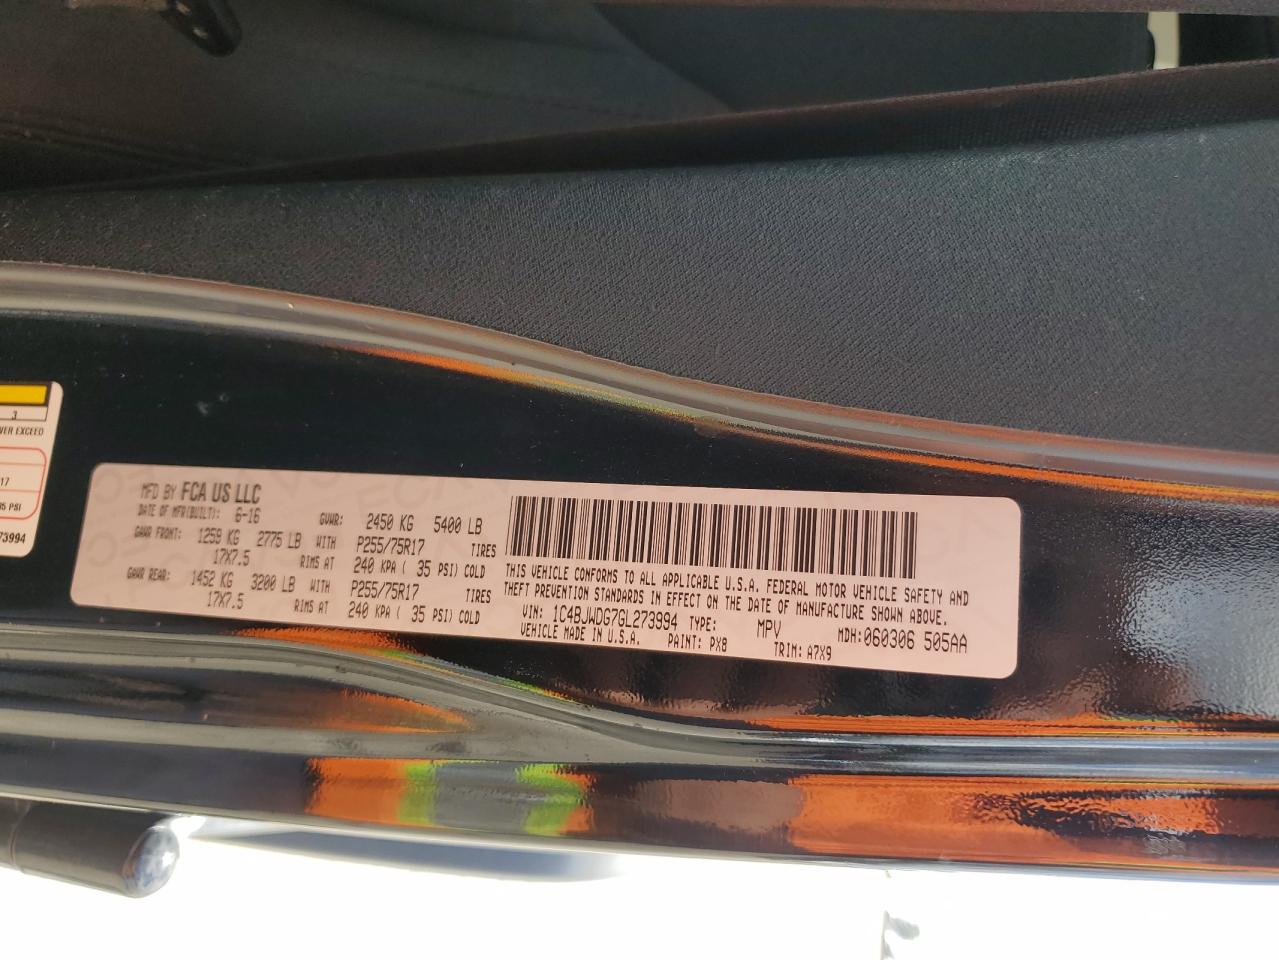 3
VER EXCEED
17
35 PSI
73994
MFD BY FCA US LLC
DATE OF MFR(BUILT): 6-16 GVWR: 2450 KG 5400 LB
GAWR FRONT: 1259 KG 2775 LB WITH P255/75R17 TIRES
17X7.5 RIMS AT 240 KPA ( 35 PSI) COLD
GAWR REAR: 1452 KG 3200 LB WITH P255/75R17 TIRES
17X7.5 RIMS AT 240 KPA ( 35 PSI) COLD
THIS VEHICLE CONFORMS TO ALL APPLICABLE U.S.A. FEDERAL MOTOR VEHICLE SAFETY AND
THEFT PREVENTION STANDARDS IN EFFECT ON THE DATE OF MANUFACTURE SHOWN ABOVE.
VIN: 1C4BJWDG7GL273994 TYPE: MPV MDH: 060306 505AA
VEHICLE MADE IN U.S.A. PAINT: PX8 TRIM: A7X9